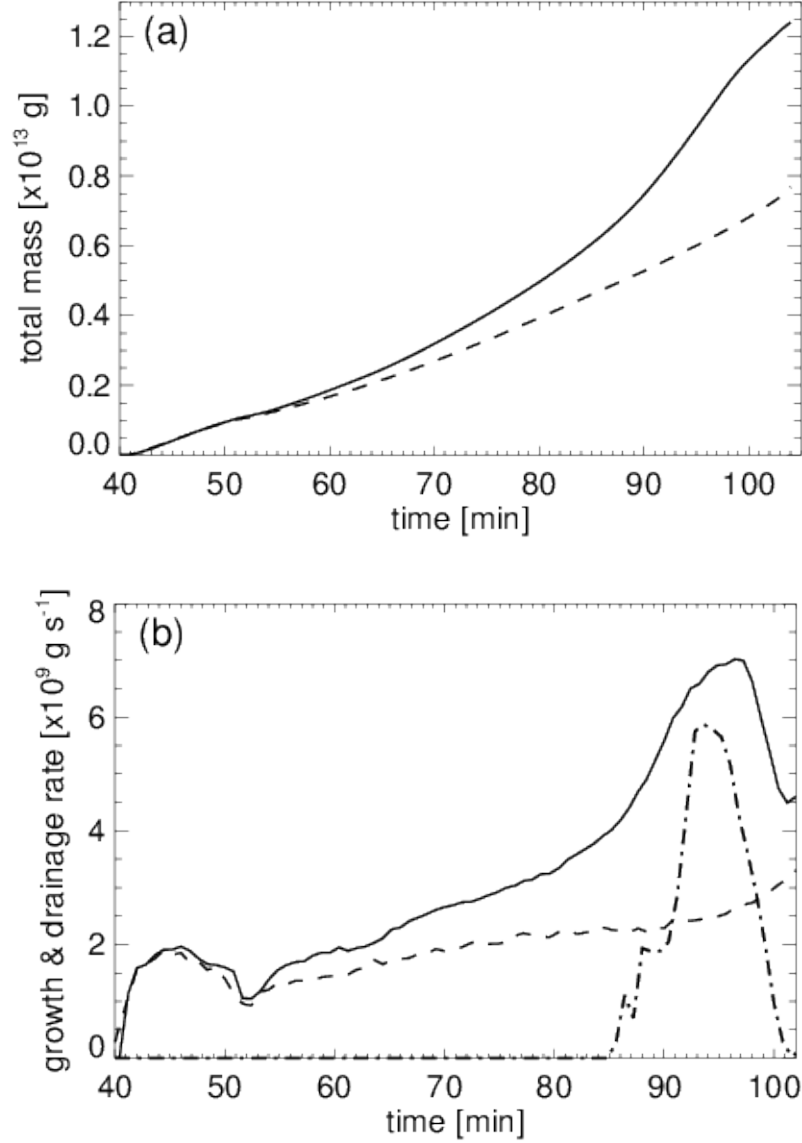 (a)
1.2
1.0
0.8
0.6
0.4
0.2
0.0
total mass [x10¹³ g]
40 50 60 70 80 90 100
time [min]
(b)
8
6
4
2
0
growth & drainage rate [x10⁹ g s⁻¹]
40 50 60 70 80 90 100
time [min]